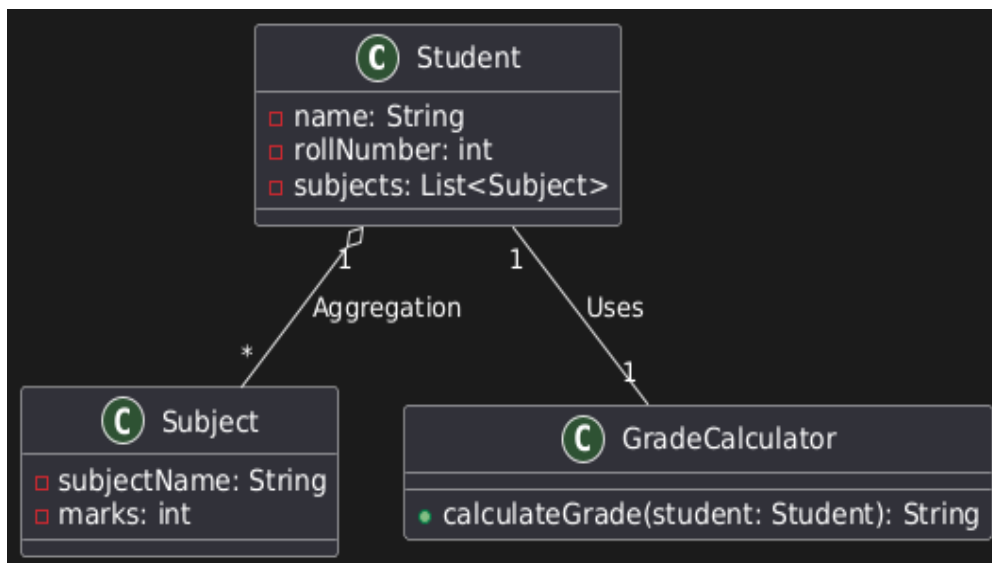 C Student
name: String
rollNumber: int
subjects: List<Subject>
1
1
Aggregation
Uses
*
1
C Subject
subjectName: String
marks: int
C GradeCalculator
calculateGrade(student: Student): String